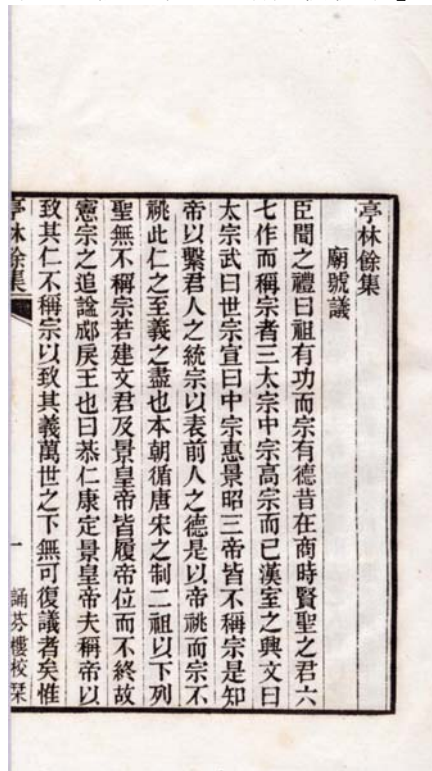 亭林餘集
廟號議
臣聞之禮曰祖有功而宗有德昔在商時賢聖之君六
七作而稱宗者三太宗中宗高宗而已漢室之興文曰
太宗武曰世宗宣曰中宗惠景昭三帝皆不稱宗是知
帝以繫君人之統宗以表前人之德是以帝祧而宗不
祧此仁之至義之盡也本朝循唐宋之制二祖以下列
聖無不稱宗若建文君及景皇帝皆履帝位而不終故
憲宗之追諡郕戾王也曰恭仁康定景皇帝夫稱帝以
致其仁不稱宗以致其義萬世之下無可復議者矣惟
亭林餘集
一
誦芬樓校栞